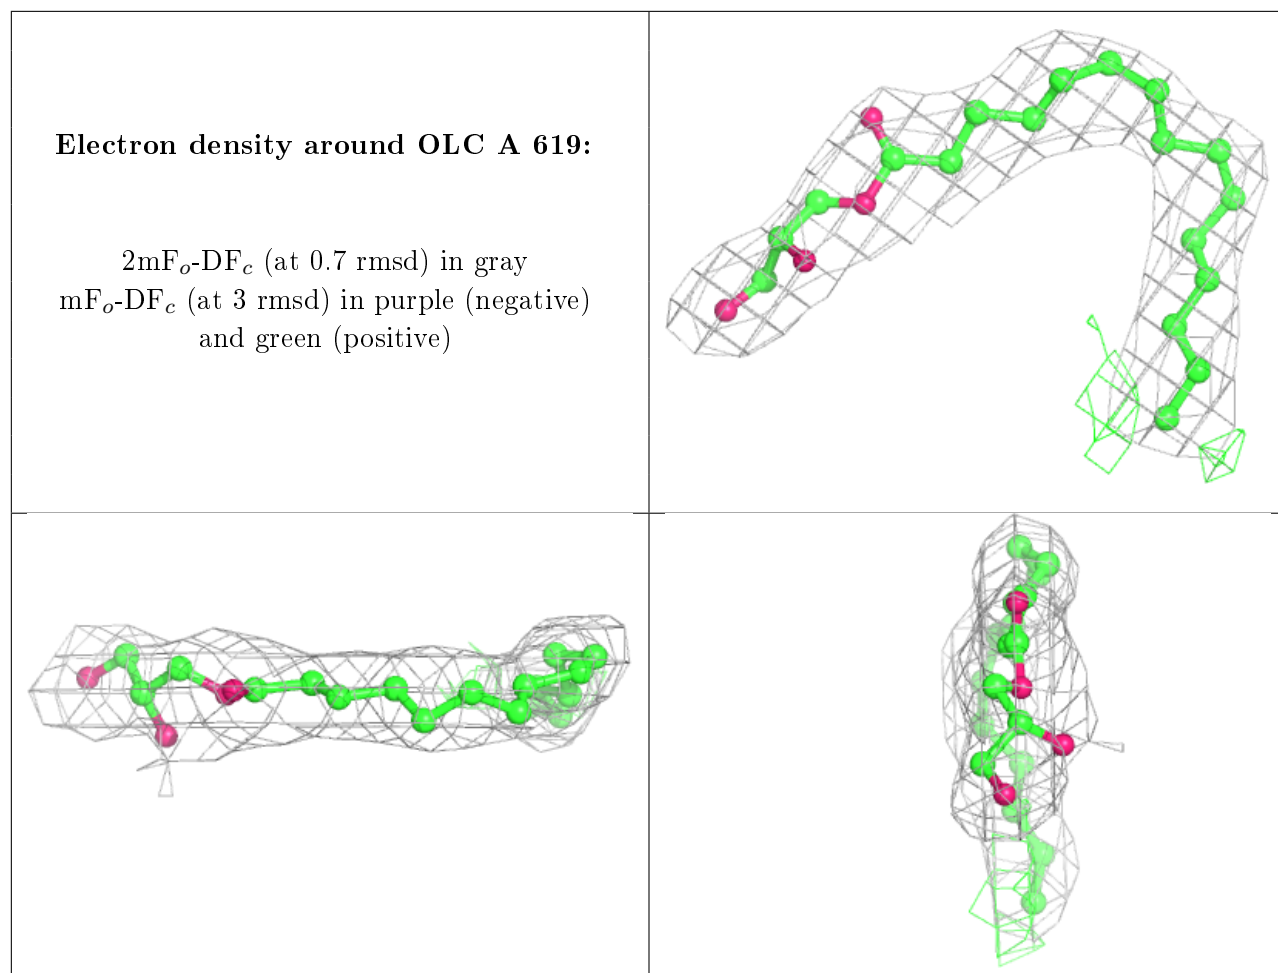 Electron density around OLC A 619:
2mFo-DFc (at 0.7 rmsd) in gray
mFo-DFc (at 3 rmsd) in purple (negative)
and green (positive)